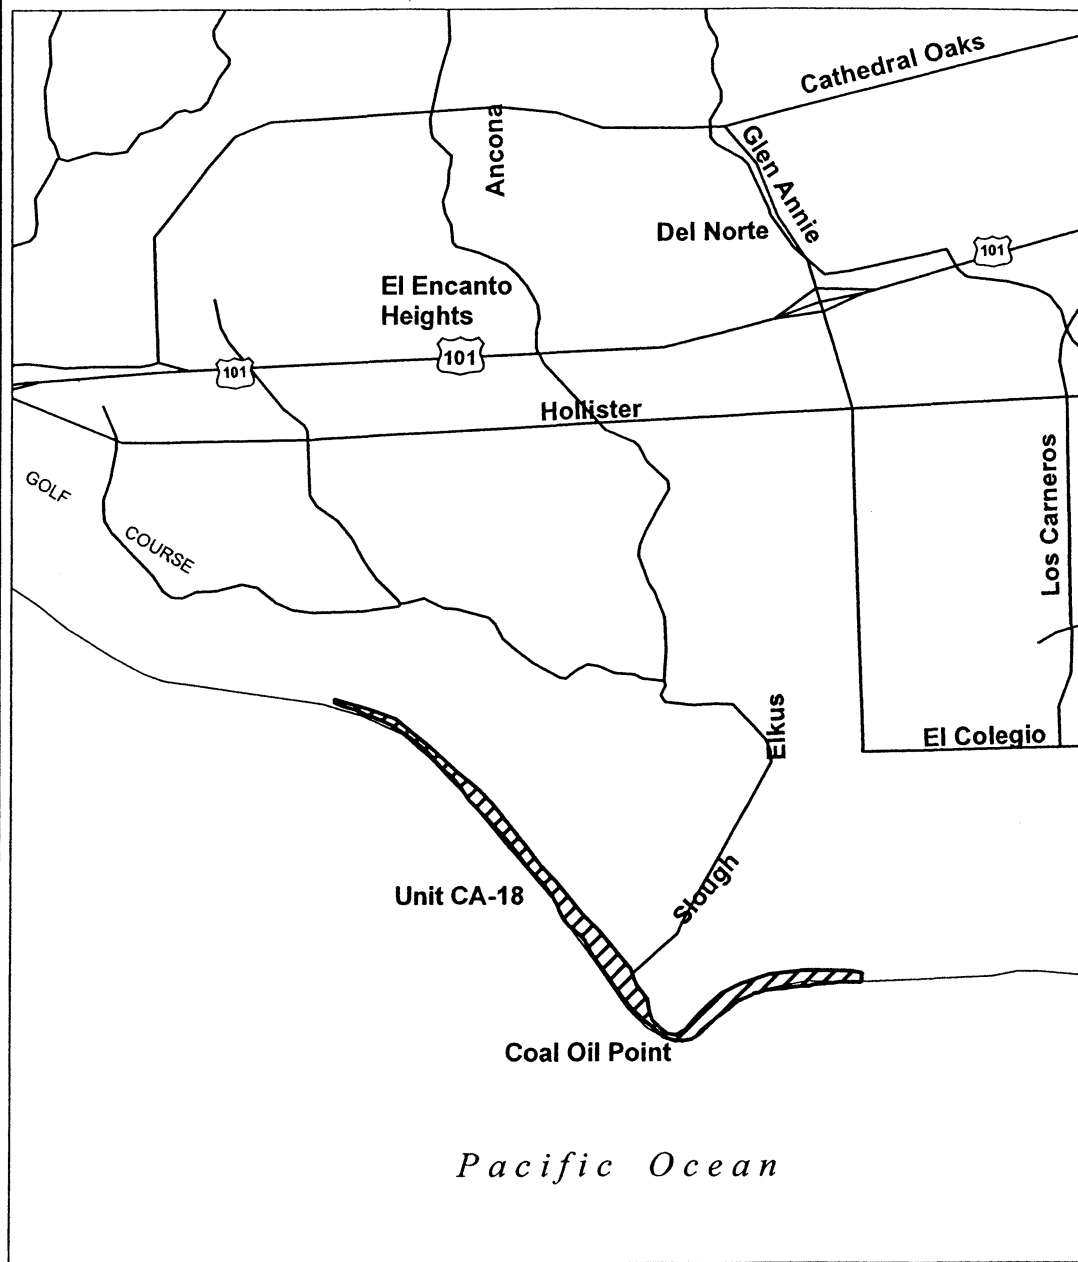 Cathedral Oaks
Ancona
Glen Annie
Del Norte
101
El Encanto
Heights
101
101
Hollister
GOLF
COURSE
Los Carneros
Elkus
El Colegio
Slough
Unit CA-18
Coal Oil Point
Pacific Ocean